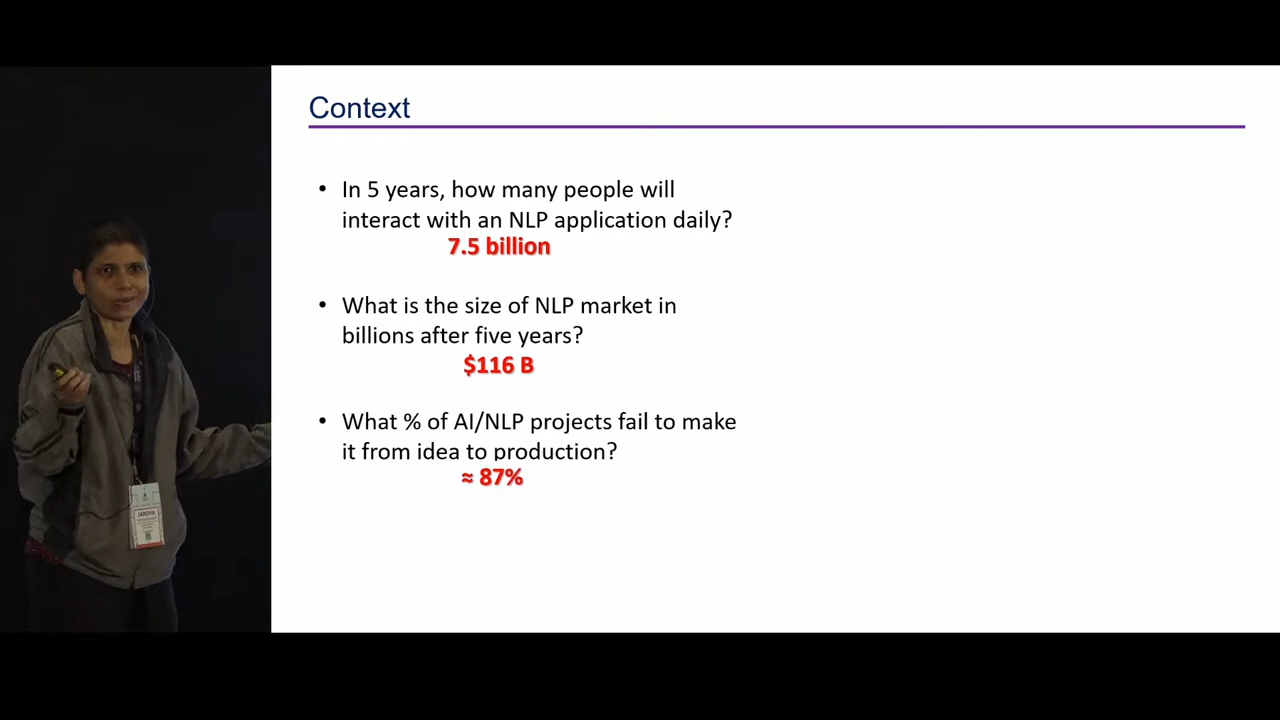 Context
• In 5 years, how many people will
interact with an NLP application daily?
7.5 billion
• What is the size of NLP market in
billions after five years?
$116 B
• What % of AI/NLP projects fail to make
it from idea to production?
≈ 87%
SANDYA